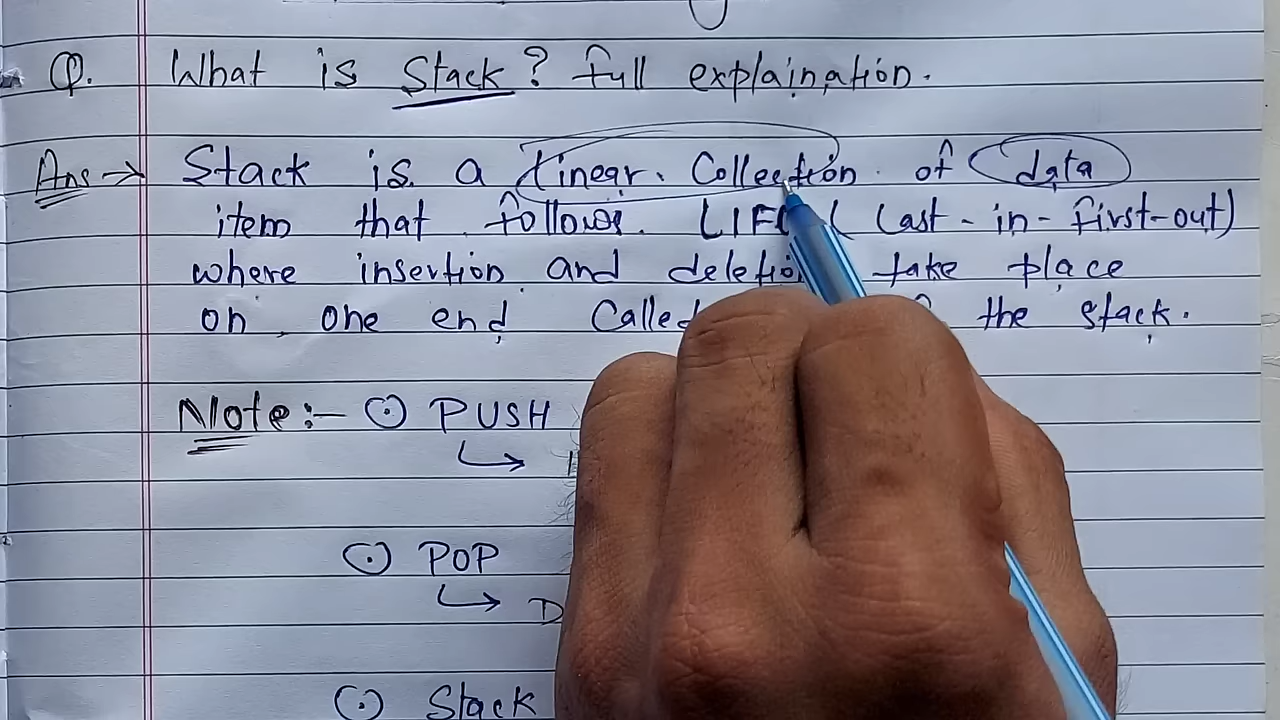 Q. What is Stack? full explaination.
Ans → Stack is a linear collection of data
item that follows LIFO (Last-in-first-out)
where insertion and deletion take place
on one end called the stack.
Note:- ⊙ PUSH
↳
⊙ POP
↳ D
⊙ Stack